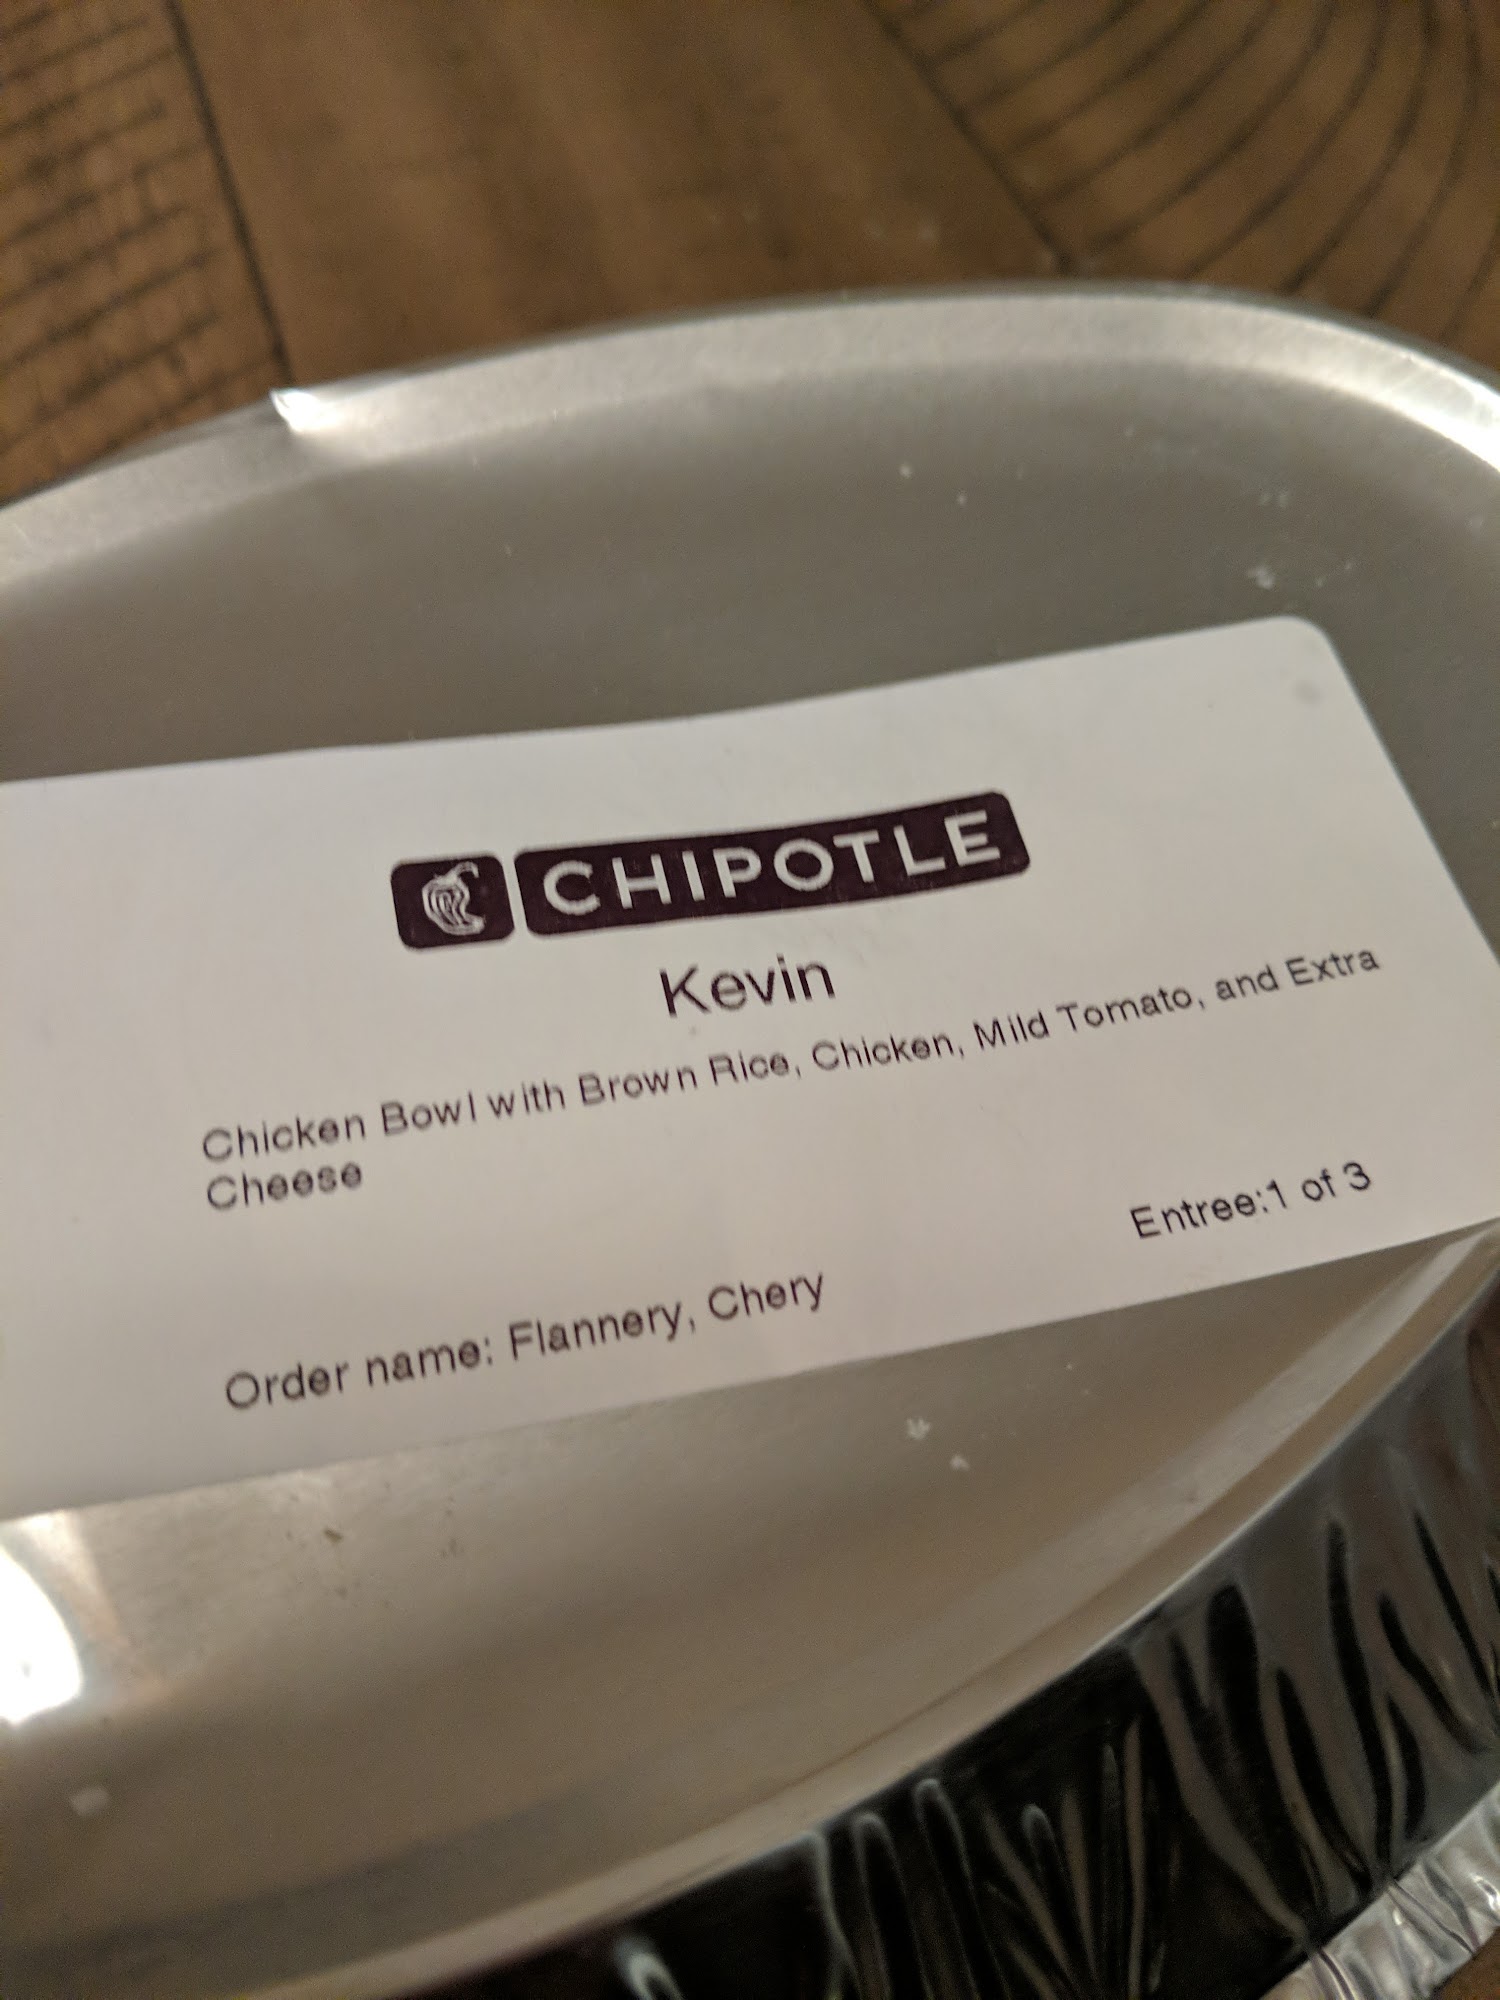 CHIPOTLE
Kevin
Chicken Bowl with Brown Rice, Chicken, Mild Tomato, and Extra
Cheese
Entree:1 of 3
Order name: Flannery, Chery